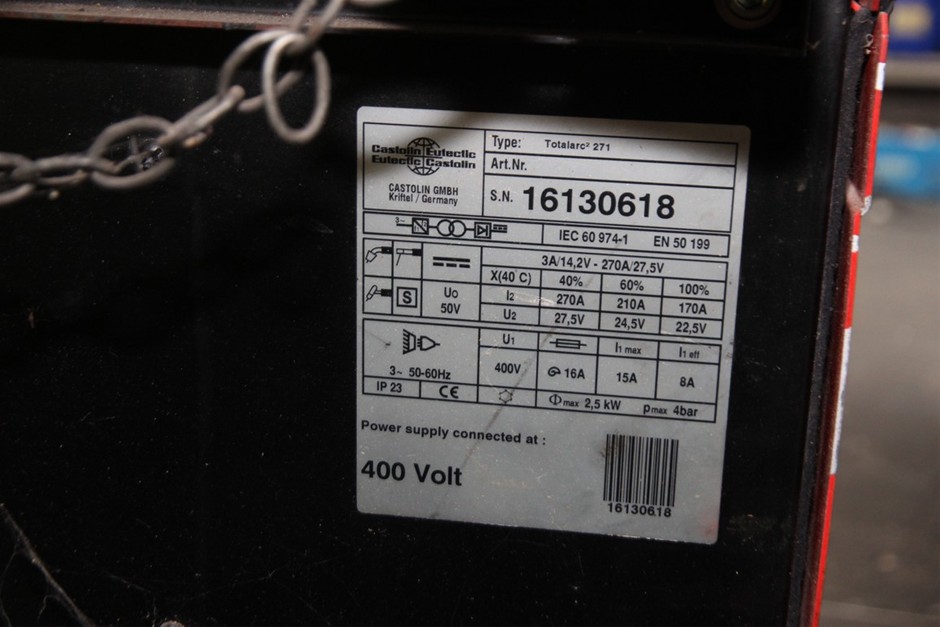 Castolin Eutectic
Eutectic Castolin
CASTOLIN GMBH
Kriftel / Germany
Type: Totalarc² 271
Art.Nr.
S.N. 16130618
IEC 60 974-1 EN 50 199
3A/14,2V - 270A/27,5V
X(40 C) 40% 60% 100%
I2 270A 210A 170A
U2 27,5V 24,5V 22,5V
S
Uo
50V
3~ 50-60Hz
U1 I1 max I1 eff
400V 16A 15A 8A
IP 23 CE
Φmax 2,5 kW pmax 4bar
Power supply connected at :
400 Volt
16130618